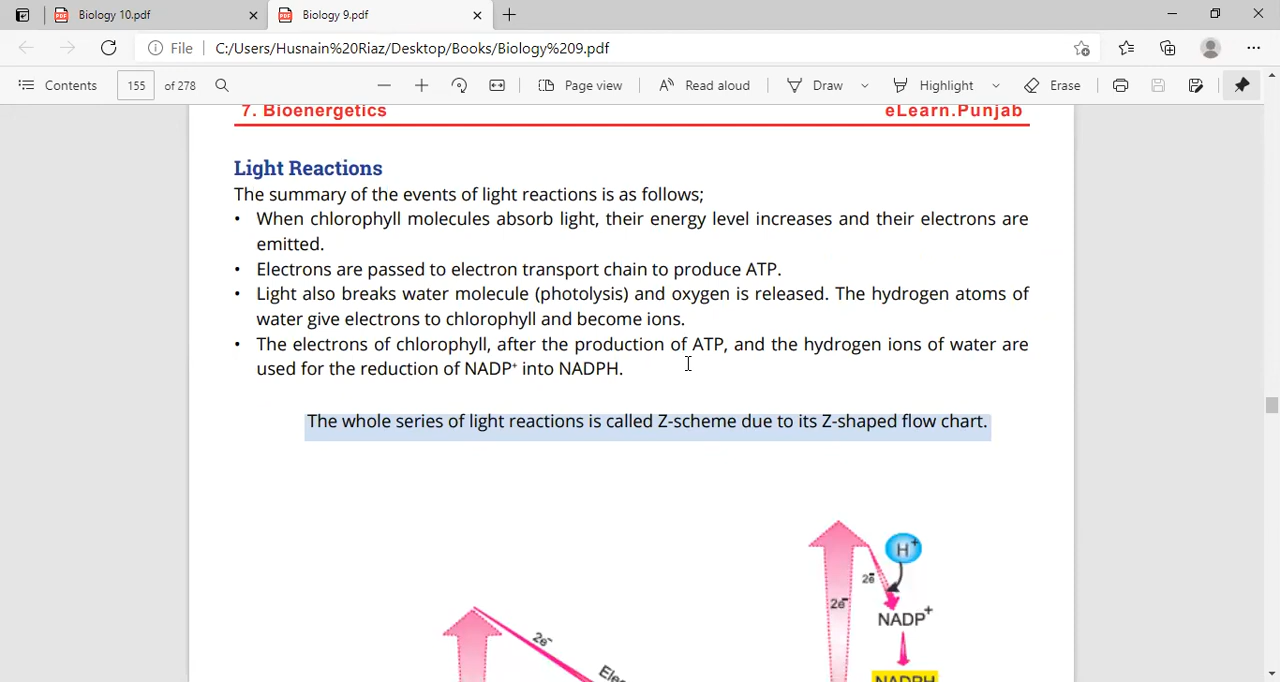 Biology 10.pdf
Biology 9.pdf
File
C:/Users/Husnain%20Riaz/Desktop/Books/Biology%209.pdf
Contents
155
of 278
Page view
Read aloud
Draw
Highlight
Erase
7. Bioenergetics
eLearn.Punjab
Light Reactions
The summary of the events of light reactions is as follows;
• When chlorophyll molecules absorb light, their energy level increases and their electrons are
emitted.
• Electrons are passed to electron transport chain to produce ATP.
• Light also breaks water molecule (photolysis) and oxygen is released. The hydrogen atoms of
water give electrons to chlorophyll and become ions.
• The electrons of chlorophyll, after the production of ATP, and the hydrogen ions of water are
used for the reduction of NADP⁺ into NADPH.
The whole series of light reactions is called Z-scheme due to its Z-shaped flow chart.
H⁺
2e̅
2e̅
NADP⁺
2e̅
NADPH